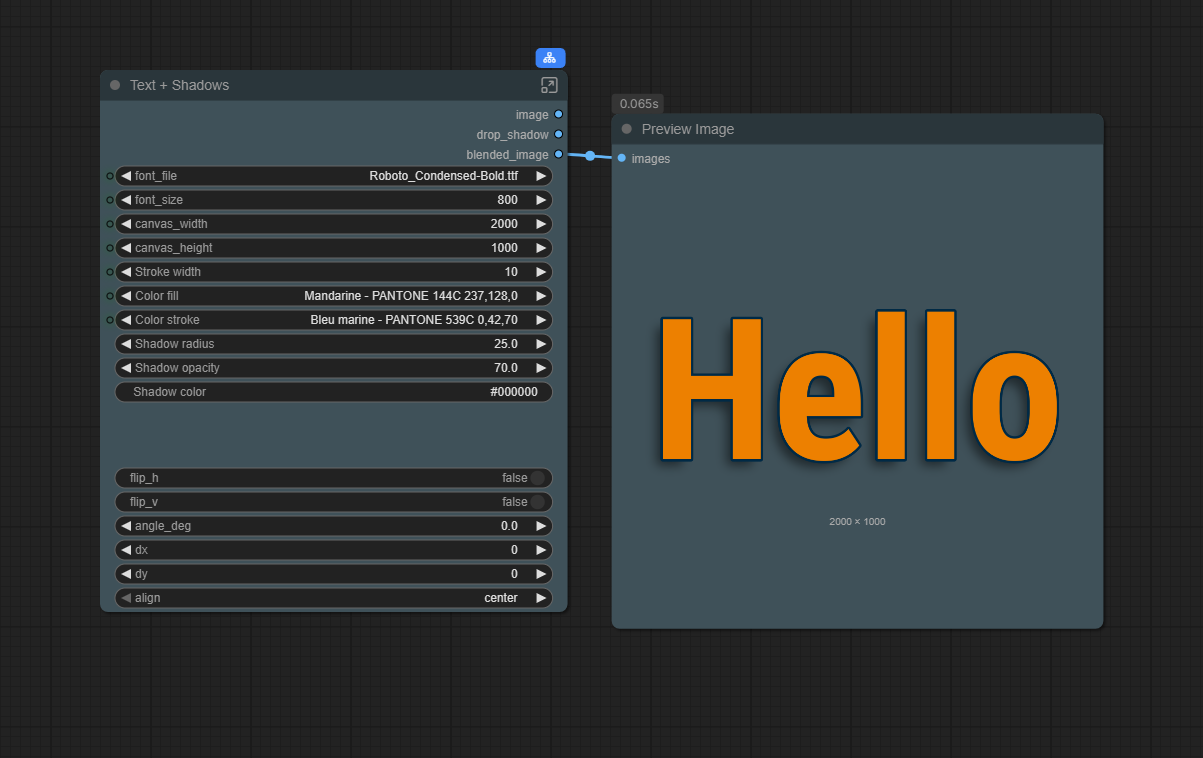 Text + Shadows
image
drop_shadow
blended_image
font_file Roboto_Condensed-Bold.ttf
font_size 800
canvas_width 2000
canvas_height 1000
Stroke width 10
Color fill Mandarine - PANTONE 144C 237,128,0
Color stroke Bleu marine - PANTONE 539C 0,42,70
Shadow radius 25.0
Shadow opacity 70.0
Shadow color #000000
flip_h false
flip_v false
angle_deg 0.0
dx 0
dy 0
align center
0.065s
Preview Image
images
Hello
2000 × 1000